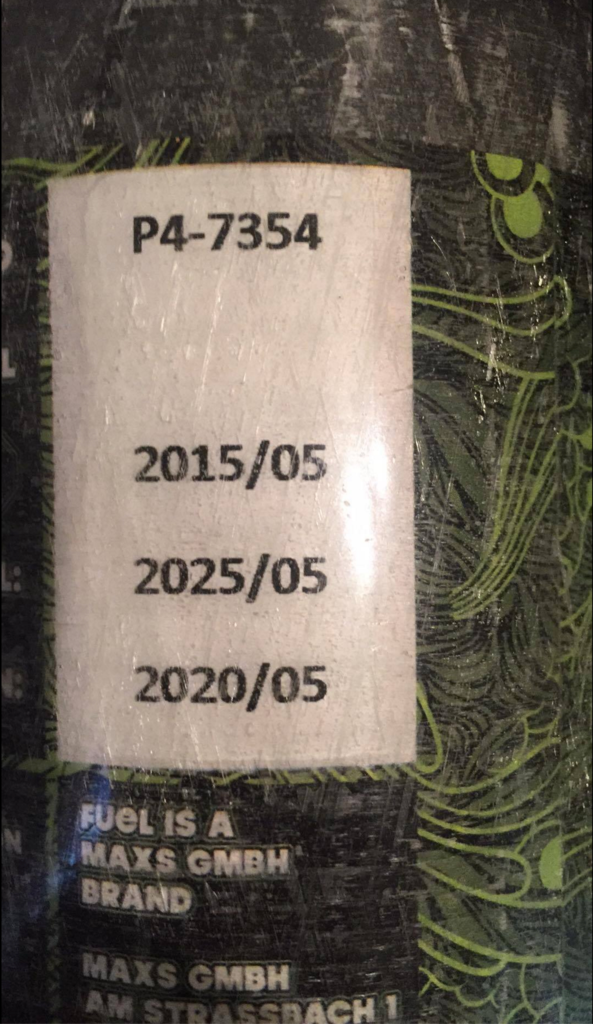 P4-7354
2015/05
2025/05
2020/05
FUEL IS A
MAXS GMBH
BRAND
MAXS GMBH
AM STRASSBACH 1